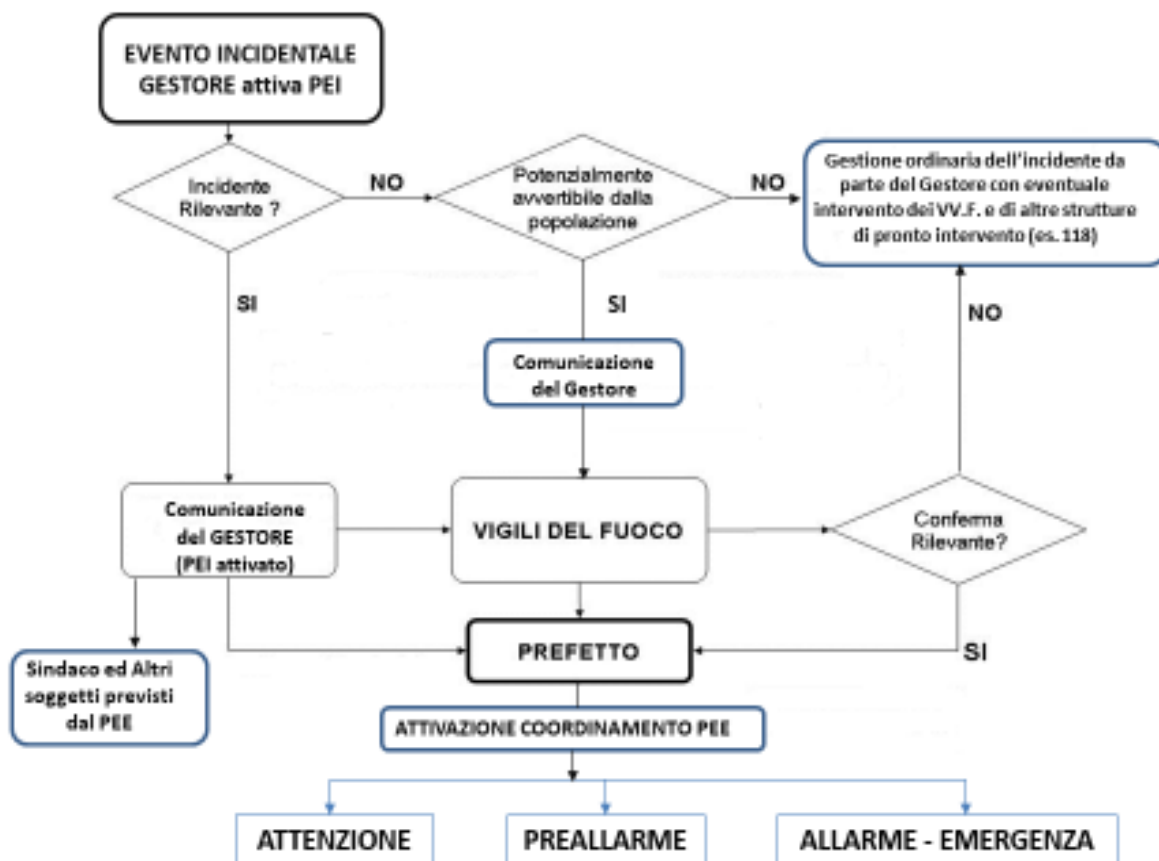 EVENTO INCIDENTALE
GESTORE attiva PEI
Incidente
Rilevante ?
NO
Potenzialmente
avvertibile dalla
popolazione
NO
Gestione ordinaria dell'incidente da
parte del Gestore con eventuale
intervento dei VV.F. e di altre strutture
di pronto intervento (es. 118)
SI
SI
NO
Comunicazione
del Gestore
Comunicazione
del GESTORE
(PEI attivato)
VIGILI DEL FUOCO
Conferma
Rilevante?
Sindaco ed Altri
soggetti previsti
dal PEE
PREFETTO
SI
ATTIVAZIONE COORDINAMENTO PEE
ATTENZIONE
PREALLARME
ALLARME - EMERGENZA